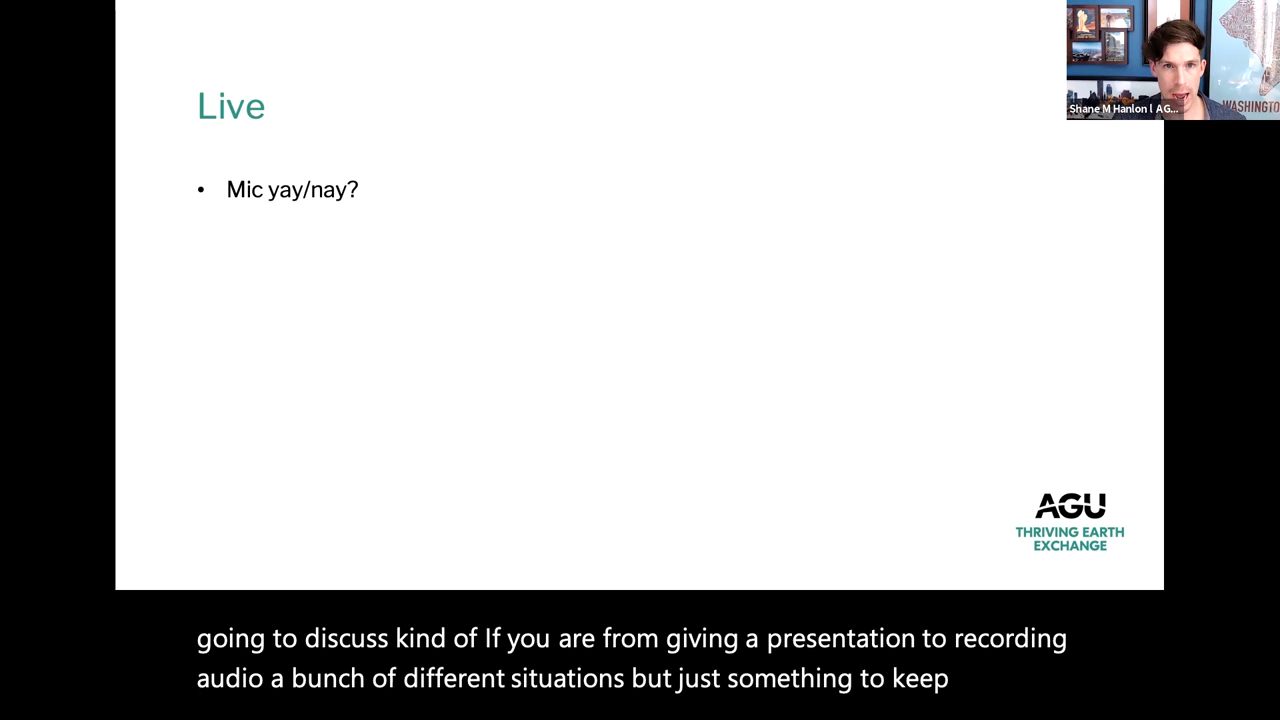 Live
• Mic yay/nay?
Shane M Hanlon l AG...
WASHINGTO
AGU
THRIVING EARTH
EXCHANGE
going to discuss kind of If you are from giving a presentation to recording
audio a bunch of different situations but just something to keep